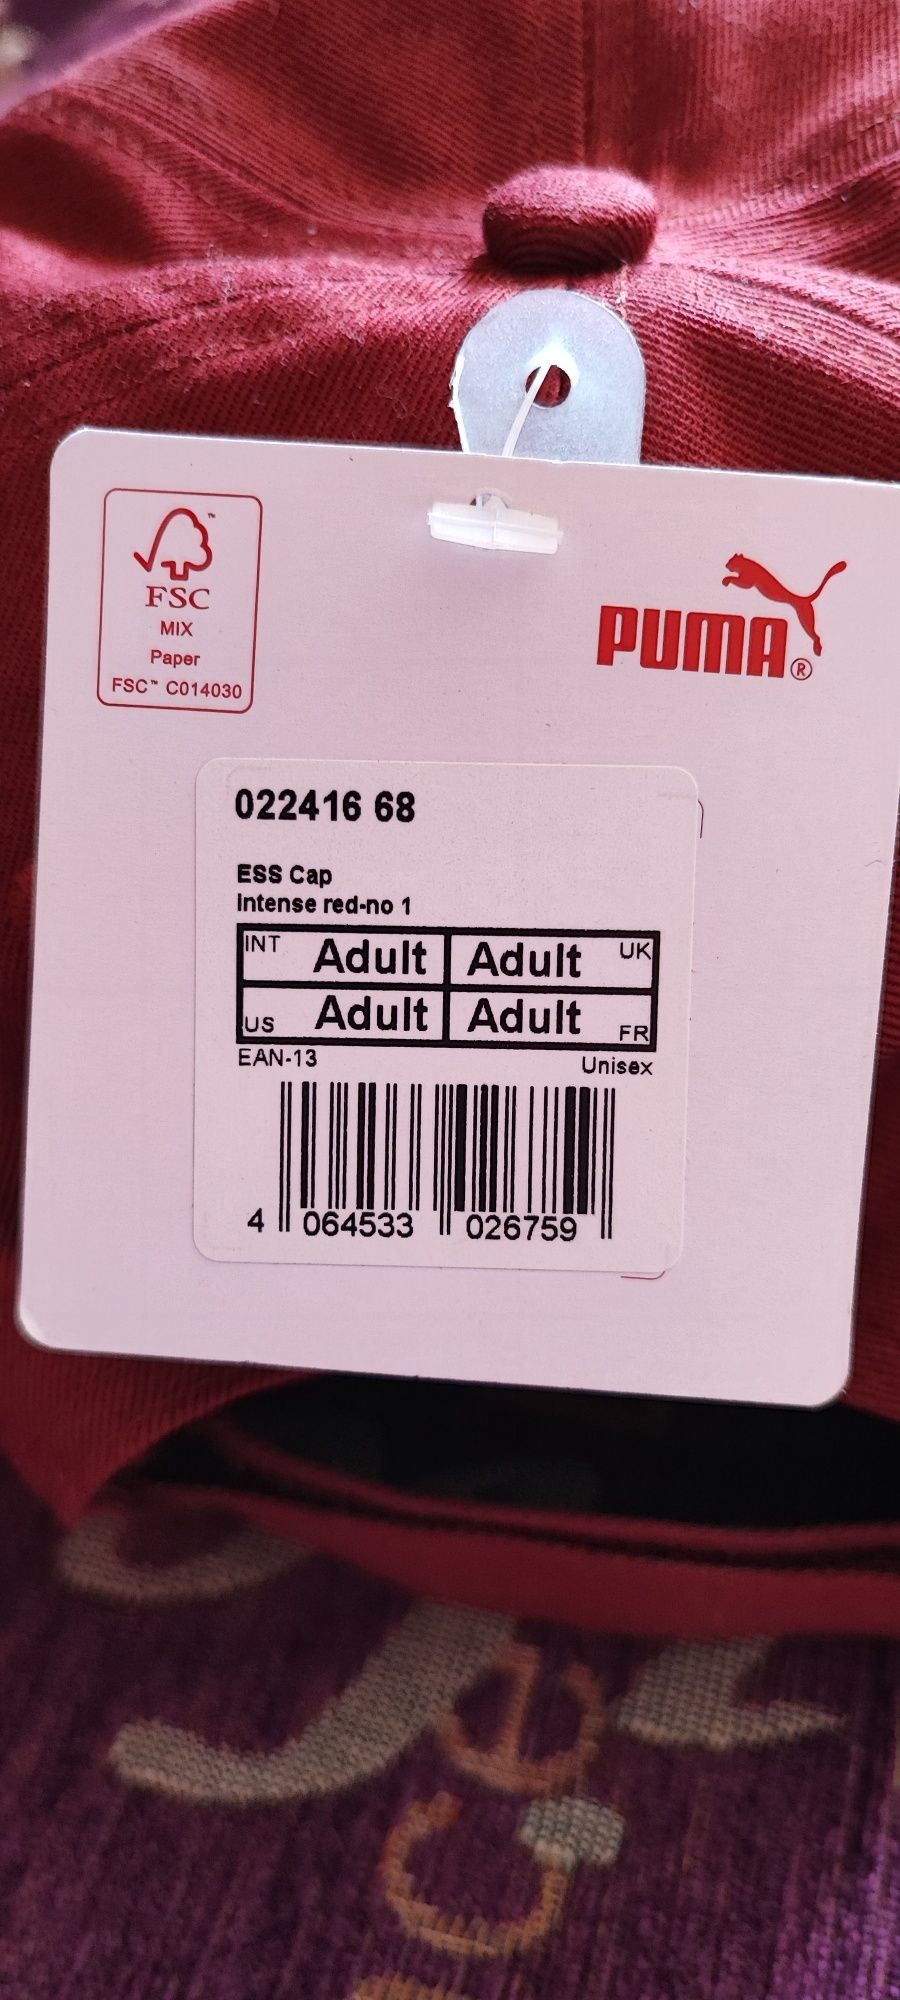 FSC
MIX
Paper
FSC™ C014030
PUMA®
022416 68
ESS Cap
Intense red-no 1
INT Adult Adult UK
US Adult Adult FR
EAN-13 Unisex
4 064533 026759